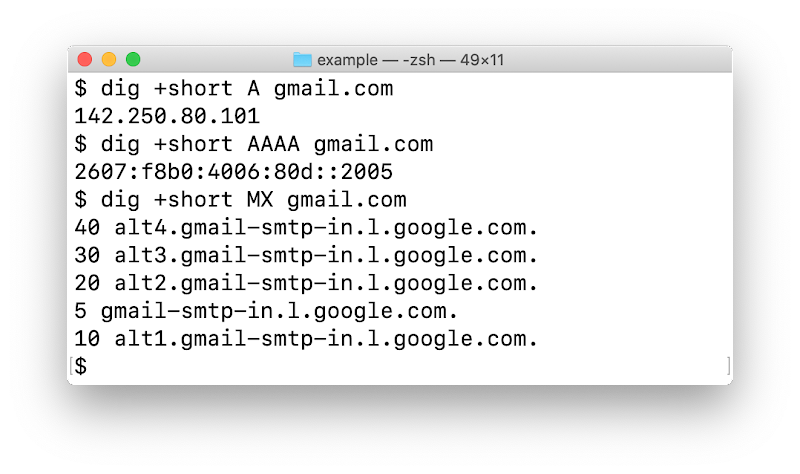 example — -zsh — 49×11
$ dig +short A gmail.com
142.250.80.101
$ dig +short AAAA gmail.com
2607:f8b0:4006:80d::2005
$ dig +short MX gmail.com
40 alt4.gmail-smtp-in.l.google.com.
30 alt3.gmail-smtp-in.l.google.com.
20 alt2.gmail-smtp-in.l.google.com.
5 gmail-smtp-in.l.google.com.
10 alt1.gmail-smtp-in.l.google.com.
[$ ]